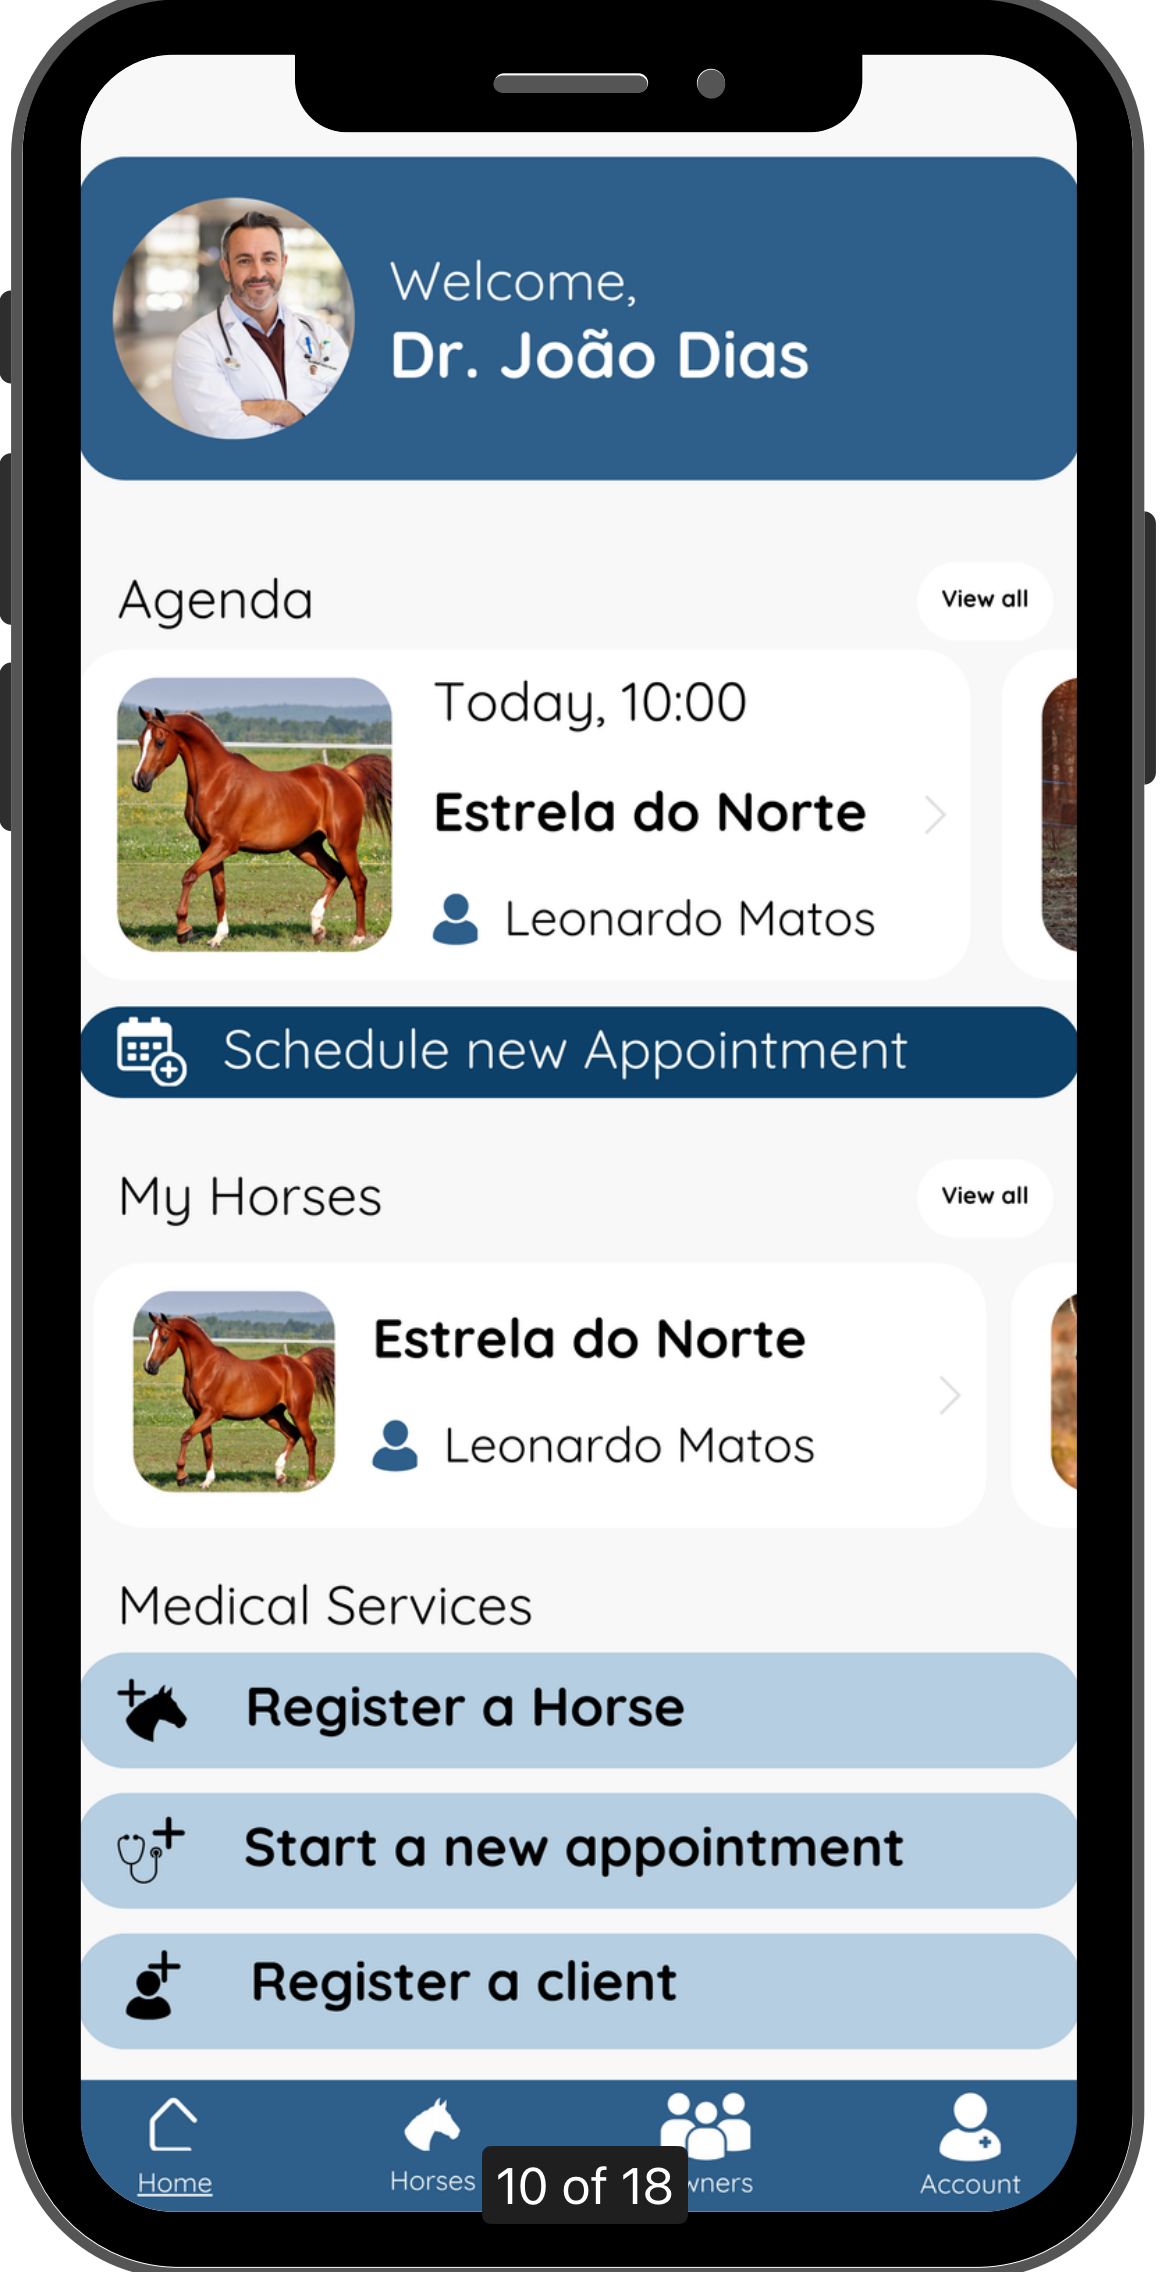 Welcome,
Dr. João Dias
Agenda
View all
Today, 10:00
Estrela do Norte
Leonardo Matos
Schedule new Appointment
My Horses
View all
Estrela do Norte
Leonardo Matos
Medical Services
Register a Horse
Start a new appointment
Register a client
Home
Horses
wners
Account
10 of 18